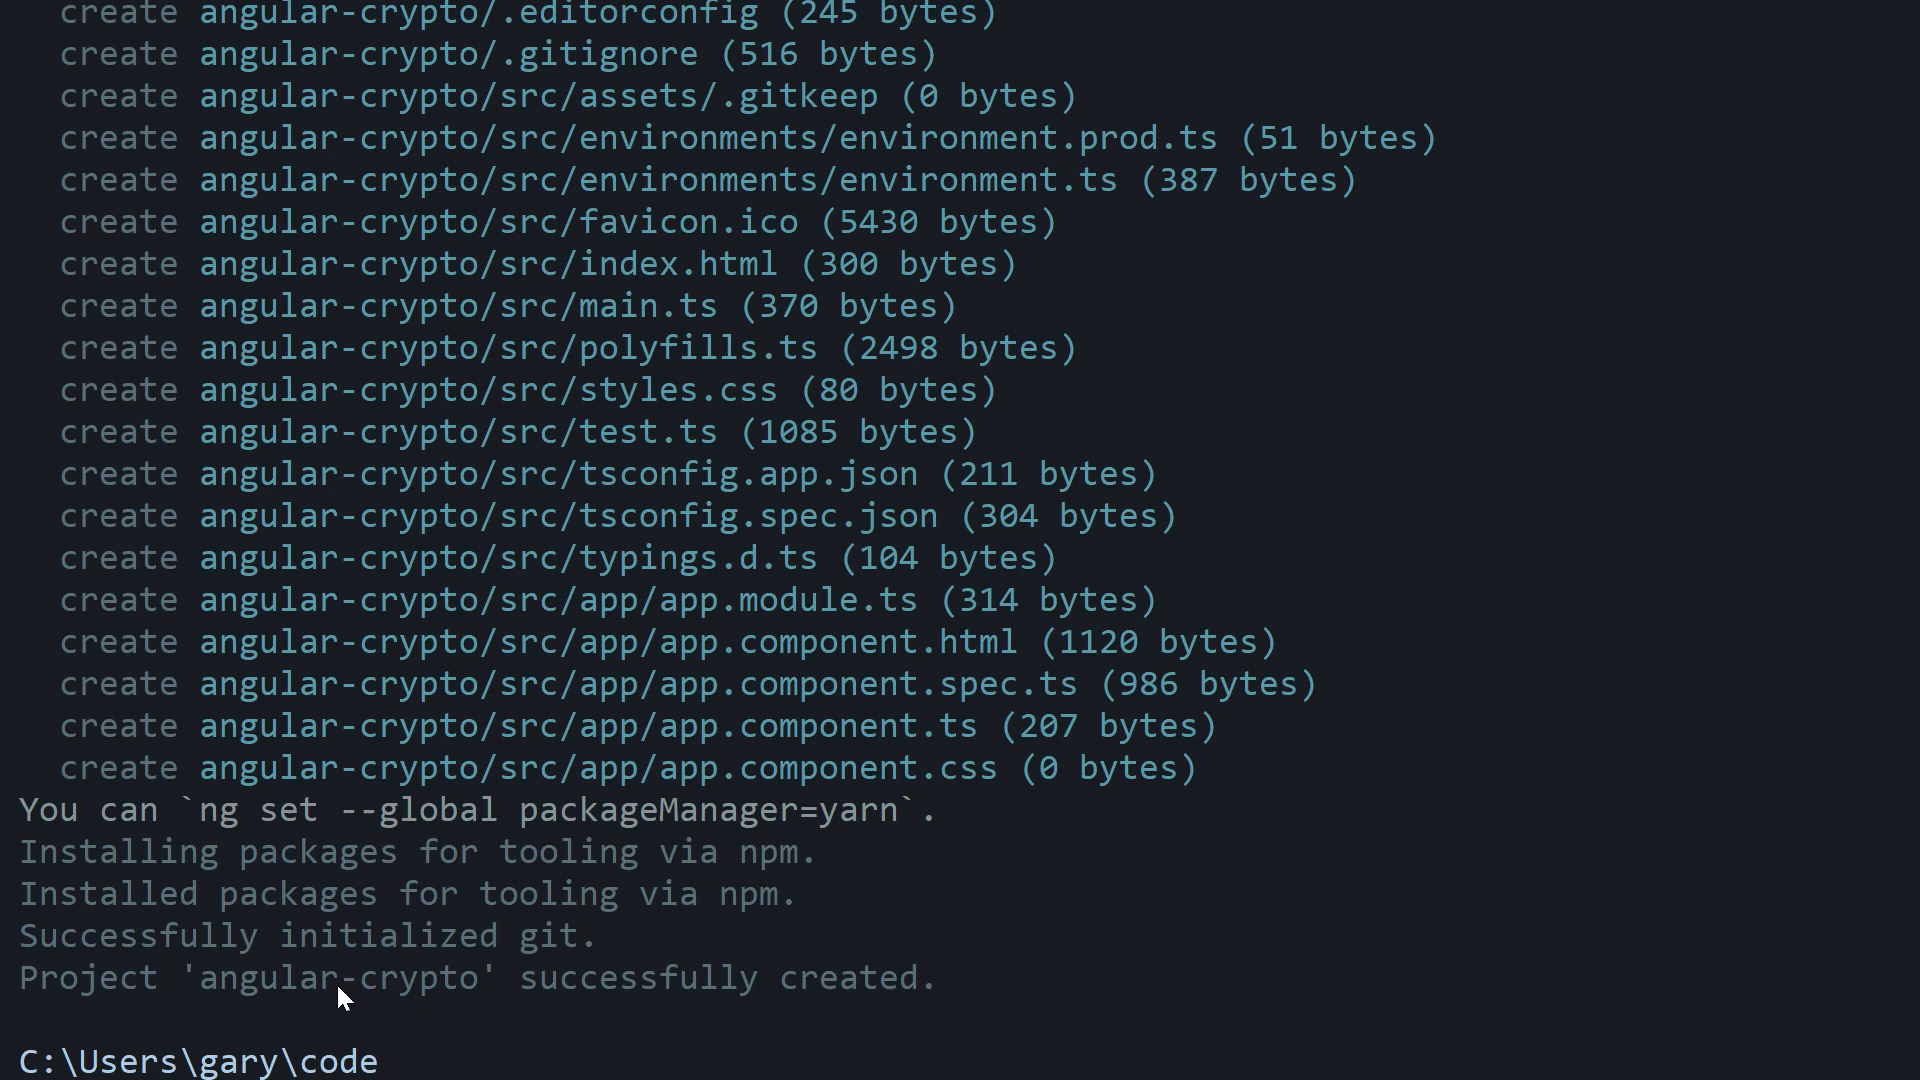 create angular-crypto/.editorconfig (245 bytes)
create angular-crypto/.gitignore (516 bytes)
create angular-crypto/src/assets/.gitkeep (0 bytes)
create angular-crypto/src/environments/environment.prod.ts (51 bytes)
create angular-crypto/src/environments/environment.ts (387 bytes)
create angular-crypto/src/favicon.ico (5430 bytes)
create angular-crypto/src/index.html (300 bytes)
create angular-crypto/src/main.ts (370 bytes)
create angular-crypto/src/polyfills.ts (2498 bytes)
create angular-crypto/src/styles.css (80 bytes)
create angular-crypto/src/test.ts (1085 bytes)
create angular-crypto/src/tsconfig.app.json (211 bytes)
create angular-crypto/src/tsconfig.spec.json (304 bytes)
create angular-crypto/src/typings.d.ts (104 bytes)
create angular-crypto/src/app/app.module.ts (314 bytes)
create angular-crypto/src/app/app.component.html (1120 bytes)
create angular-crypto/src/app/app.component.spec.ts (986 bytes)
create angular-crypto/src/app/app.component.ts (207 bytes)
create angular-crypto/src/app/app.component.css (0 bytes)
You can `ng set --global packageManager=yarn`.
Installing packages for tooling via npm.
Installed packages for tooling via npm.
Successfully initialized git.
Project 'angular-crypto' successfully created.
C:\Users\gary\code